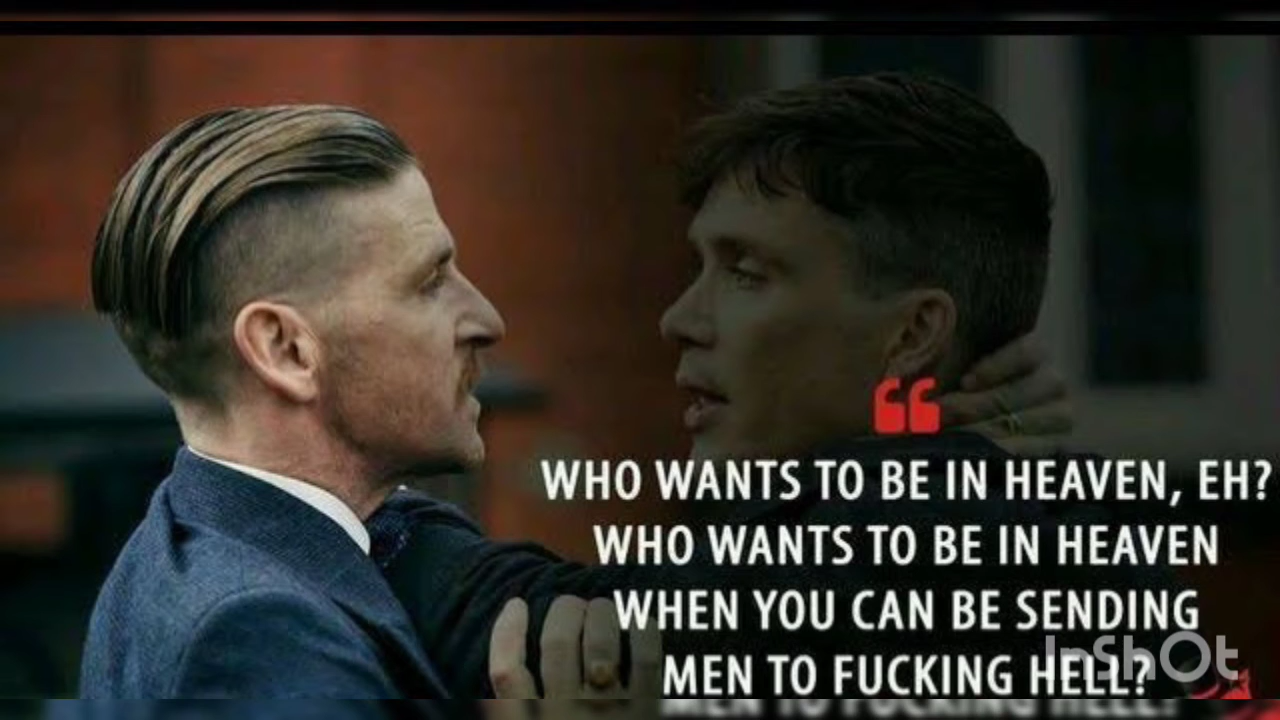 WHO WANTS TO BE IN HEAVEN, EH?
WHO WANTS TO BE IN HEAVEN
WHEN YOU CAN BE SENDING
MEN TO FUCKING HELL?
InShOt